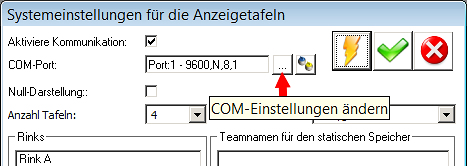 Systemeinstellungen für die Anzeigetafeln
Aktiviere Kommunikation:
COM-Port: Port:1 - 9600,N,8,1 ...
Null-Darstellung::
COM-Einstellungen ändern
Anzahl Tafeln: 4
Rinks
Teamnamen für den statischen Speicher
Rink A